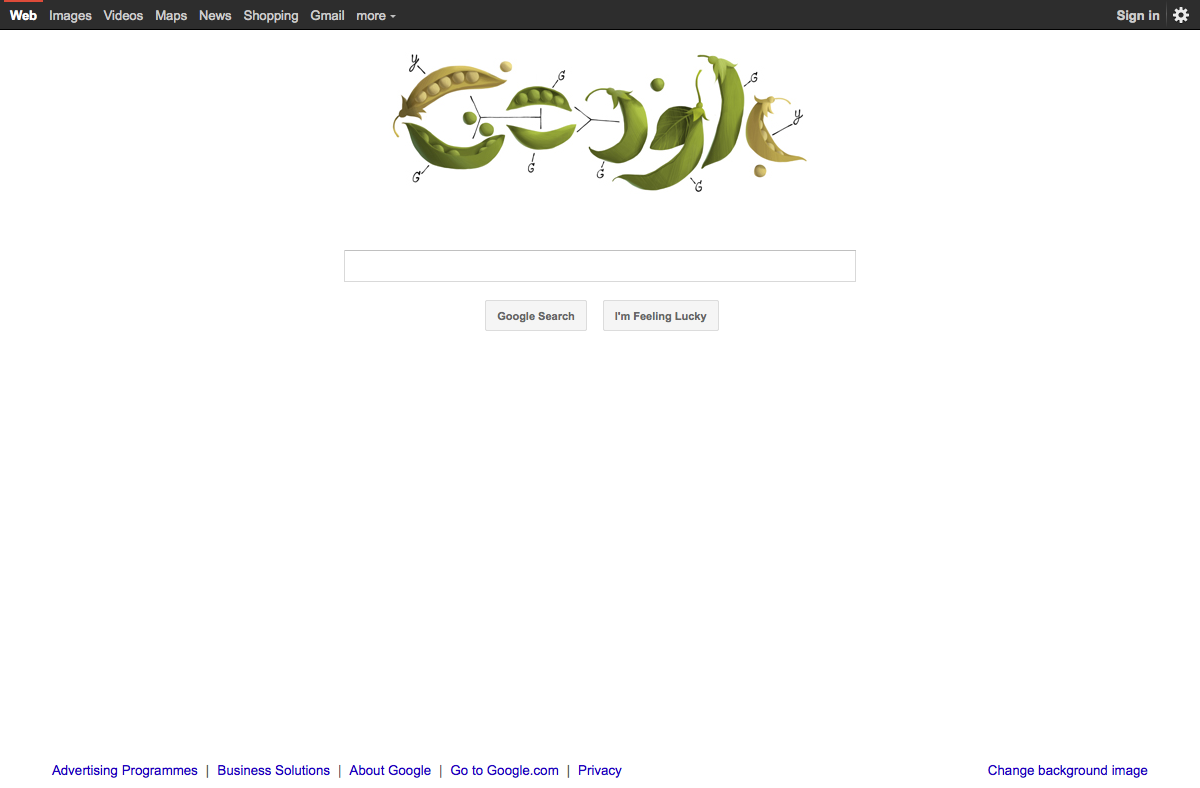 Web Images Videos Maps News Shopping Gmail more Sign in
y G
G G G G y
Google Search I'm Feeling Lucky
Advertising Programmes | Business Solutions | About Google | Go to Google.com | Privacy Change background image